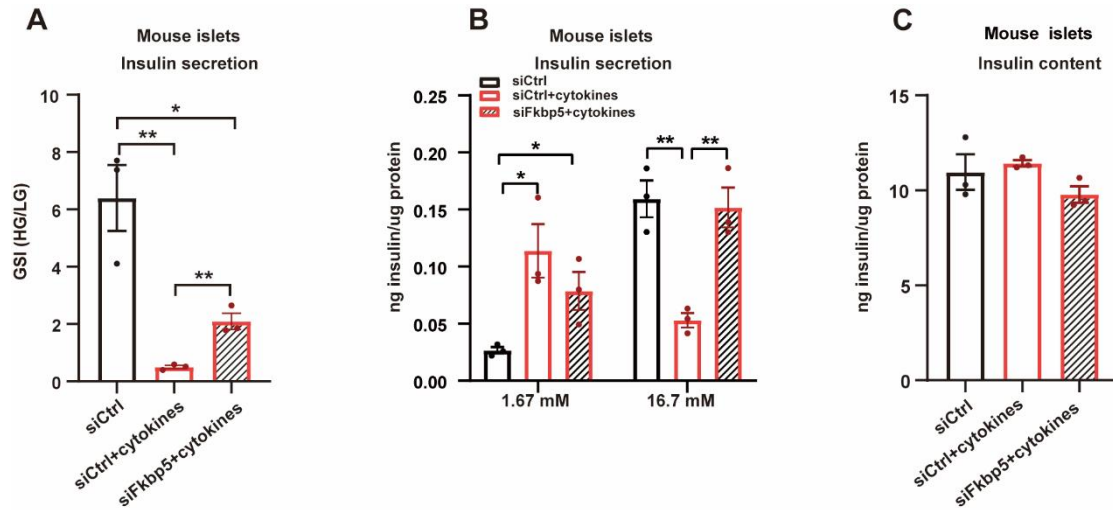 A
Mouse islets
Insulin secretion
GSI (HG/LG)
10
8
6
4
2
0
*
**
**
siCtrl
siCtrl+cytokines
siFkbp5+cytokines
B
Mouse islets
Insulin secretion
siCtrl
siCtrl+cytokines
siFkbp5+cytokines
ng insulin/ug protein
0.25
0.20
0.15
0.10
0.05
0.00
*
*
**
**
1.67 mM
16.7 mM
C
Mouse islets
Insulin content
ng insulin/ug protein
15
10
5
0
siCtrl
siCtrl+cytokines
siFkbp5+cytokines